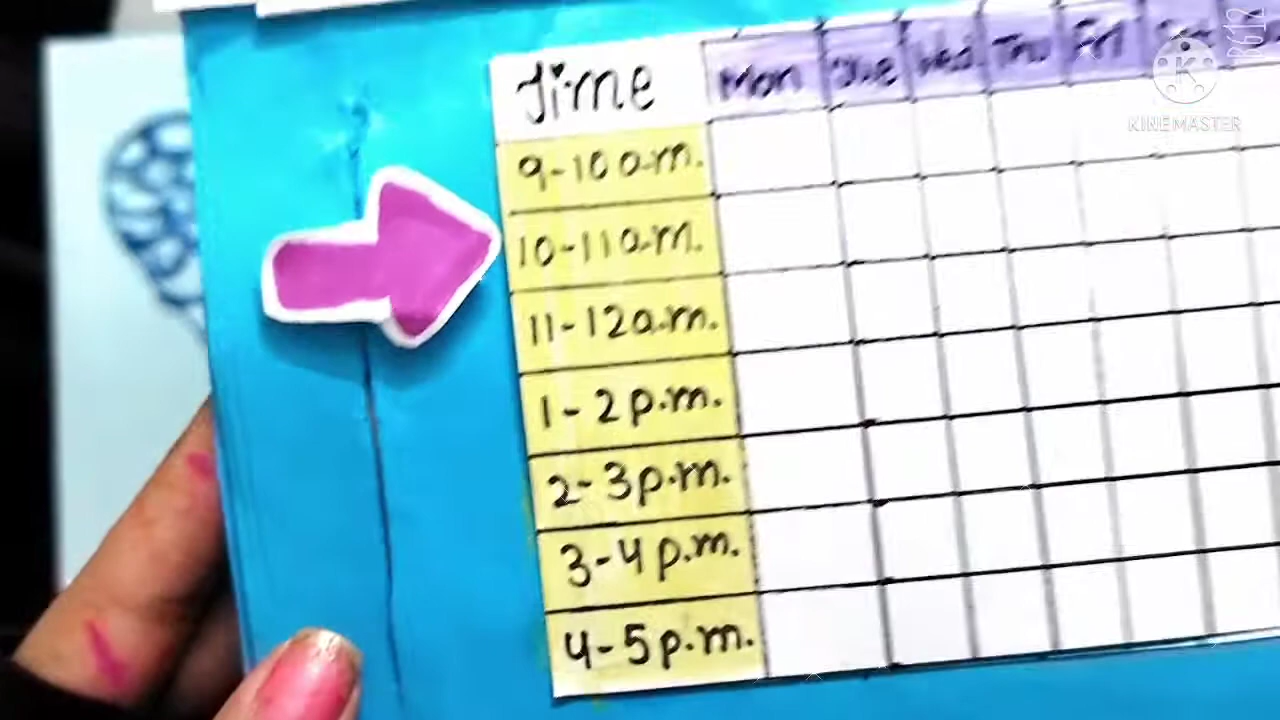 Time Mon Tue Wed Thu Fri Sat
9-10 a.m.
10-11 a.m.
11-12 a.m.
1-2 p.m.
2-3 p.m.
3-4 p.m.
4-5 p.m.
KINEMASTER